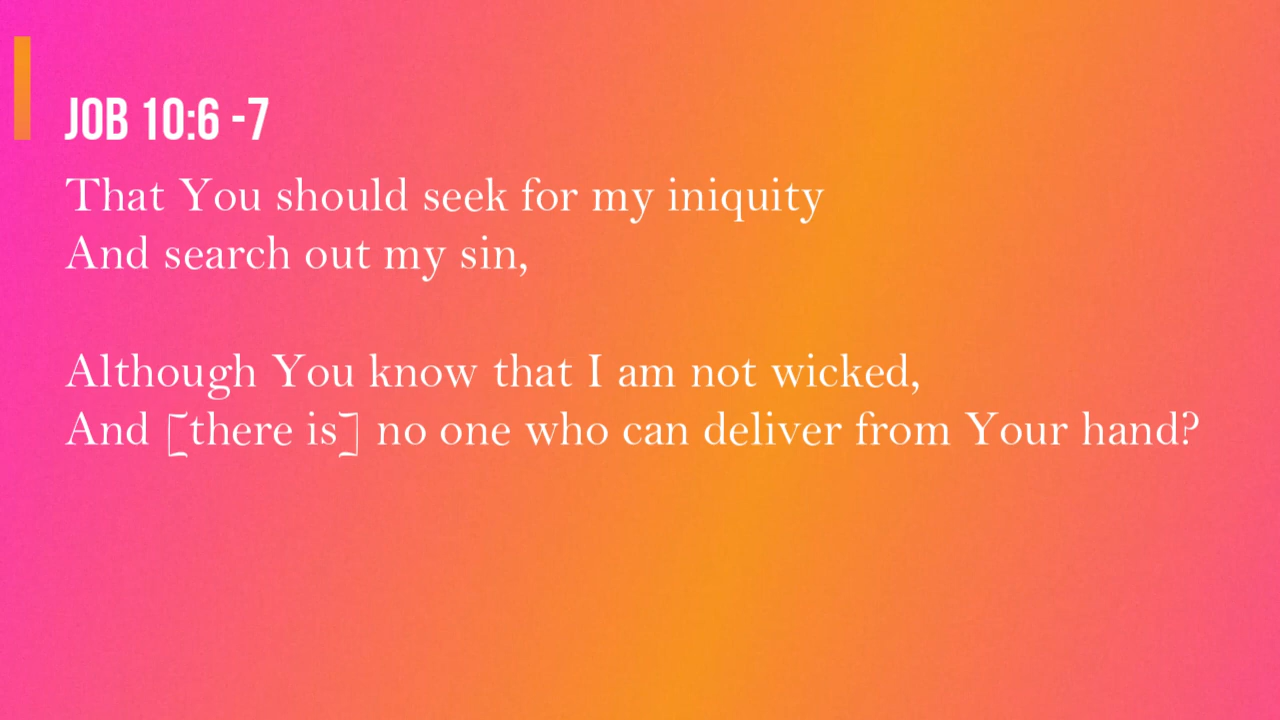 JOB 10:6 -7
That You should seek for my iniquity
And search out my sin,
Although You know that I am not wicked,
And [there is] no one who can deliver from Your hand?